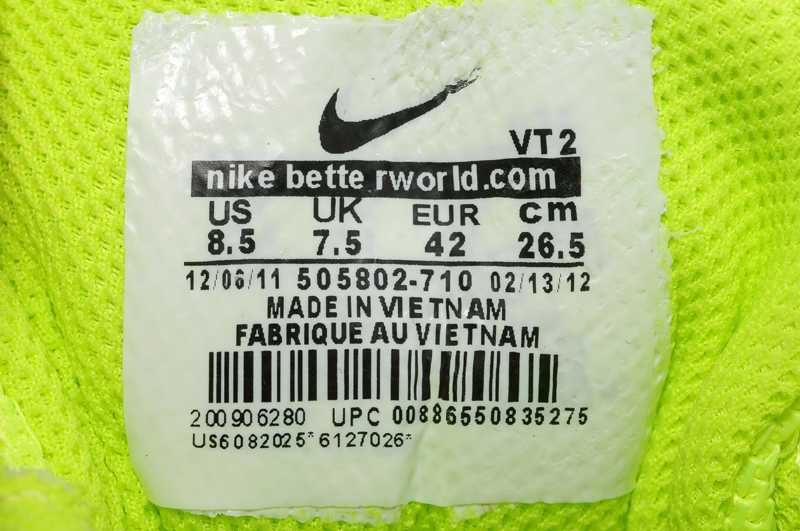 VT2
nike bette rworld.com
US UK EUR cm
8.5 7.5 42 26.5
12/06/11 505802-710 02/13/12
MADE IN VIETNAM
FABRIQUE AU VIETNAM
200906280 UPC 00886550835275
US6082025* 6127026*